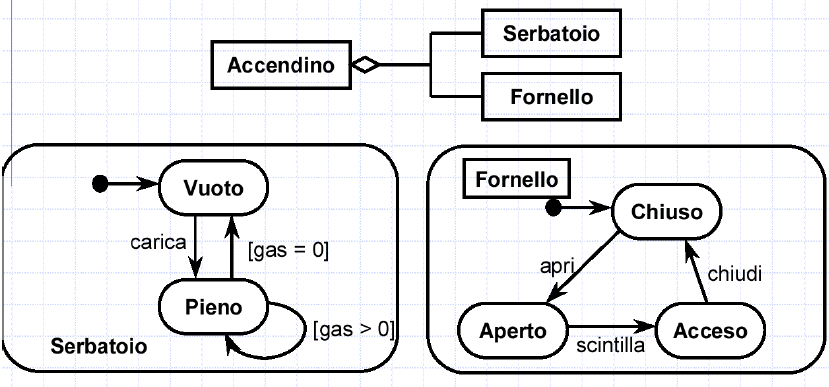 Serbatoio
Accendino
Fornello
Vuoto
carica
[gas = 0]
Pieno
[gas > 0]
Serbatoio
Fornello
Chiuso
apri
chiudi
Aperto
scintilla
Acceso